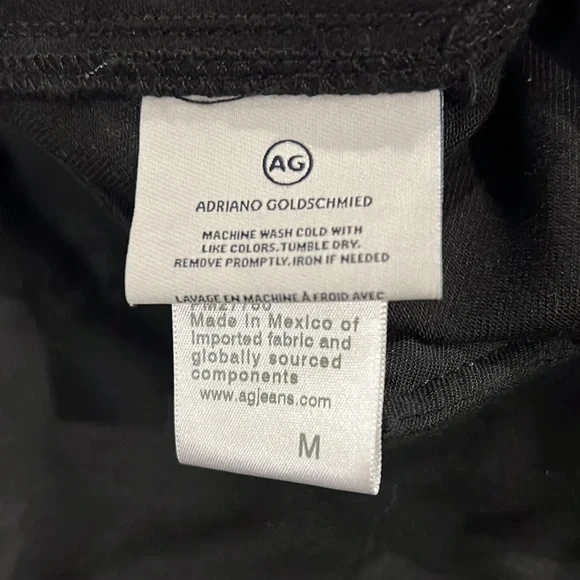 AG
ADRIANO GOLDSCHMIED
MACHINE WASH COLD WITH
LIKE COLORS.TUMBLE DRY.
REMOVE PROMPTLY.IRON IF NEEDED
LAVAGE EN MACHINE À FROID AVEC
Made in Mexico of
Imported fabric and
globally sourced
components
www.agjeans.com
M